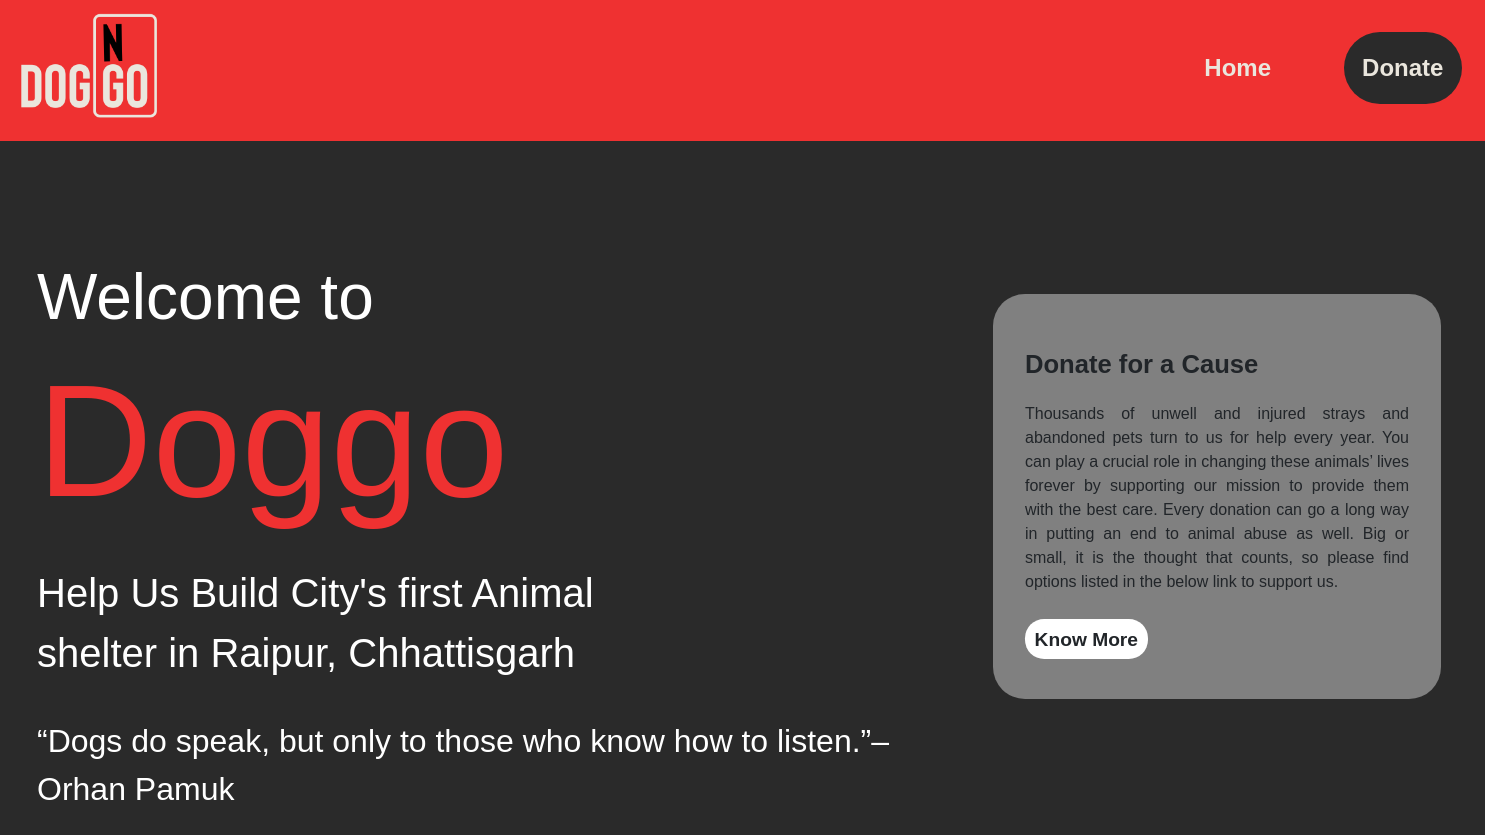 N
DOG GO
Home
Donate
Welcome to
Doggo
Help Us Build City's first Animal
shelter in Raipur, Chhattisgarh
“Dogs do speak, but only to those who know how to listen.”–
Orhan Pamuk
Donate for a Cause
Thousands of unwell and injured strays and
abandoned pets turn to us for help every year. You
can play a crucial role in changing these animals’ lives
forever by supporting our mission to provide them
with the best care. Every donation can go a long way
in putting an end to animal abuse as well. Big or
small, it is the thought that counts, so please find
options listed in the below link to support us.
Know More